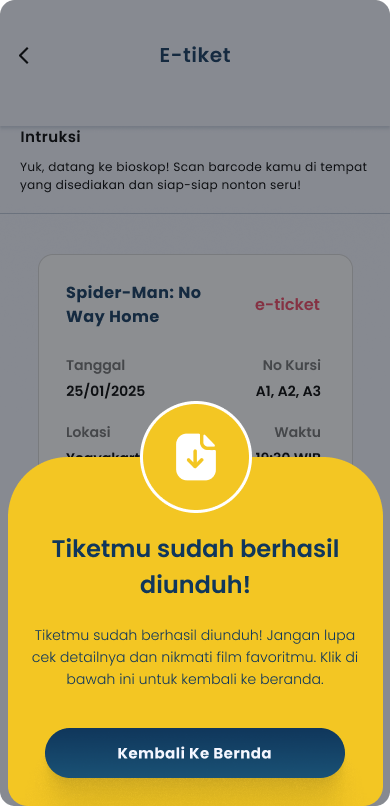 E-tiket
Intruksi
Yuk, datang ke bioskop! Scan barcode kamu di tempat
yang disediakan dan siap-siap nonton seru!
Spider-Man: No
Way Home
e-ticket
Tanggal
No Kursi
25/01/2025
A1, A2, A3
Lokasi
Waktu
Tiketmu sudah berhasil
diunduh!
Tiketmu sudah berhasil diunduh! Jangan lupa
cek detailnya dan nikmati film favoritmu. Klik di
bawah ini untuk kembali ke beranda.
Kembali Ke Bernda